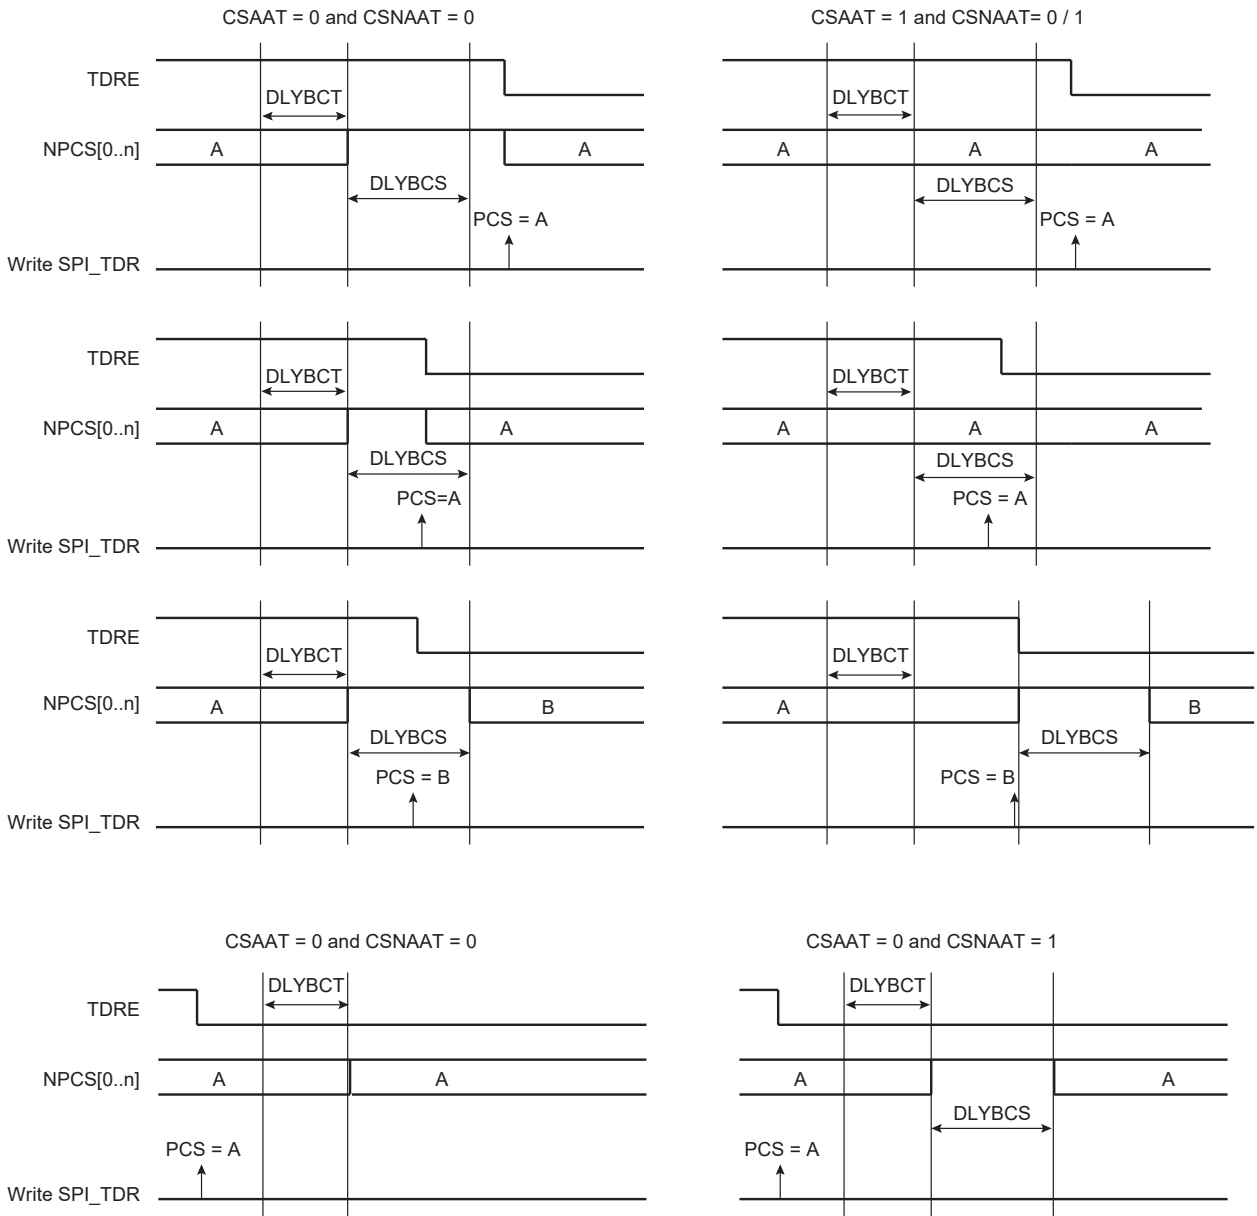 CSAAT = 0 and CSNAAT = 0
TDRE
DLYBCT
NPCS[0..n]
A
A
DLYBCS
PCS = A
Write SPI_TDR
CSAAT = 1 and CSNAAT= 0 / 1
DLYBCT
A
A
A
DLYBCS
PCS = A
TDRE
DLYBCT
NPCS[0..n]
A
A
DLYBCS
PCS=A
Write SPI_TDR
DLYBCT
A
A
A
DLYBCS
PCS = A
TDRE
DLYBCT
NPCS[0..n]
A
B
DLYBCS
PCS = B
Write SPI_TDR
DLYBCT
A
B
DLYBCS
PCS = B
CSAAT = 0 and CSNAAT = 0
DLYBCT
TDRE
NPCS[0..n]
A
A
PCS = A
Write SPI_TDR
CSAAT = 0 and CSNAAT = 1
DLYBCT
A
A
DLYBCS
PCS = A